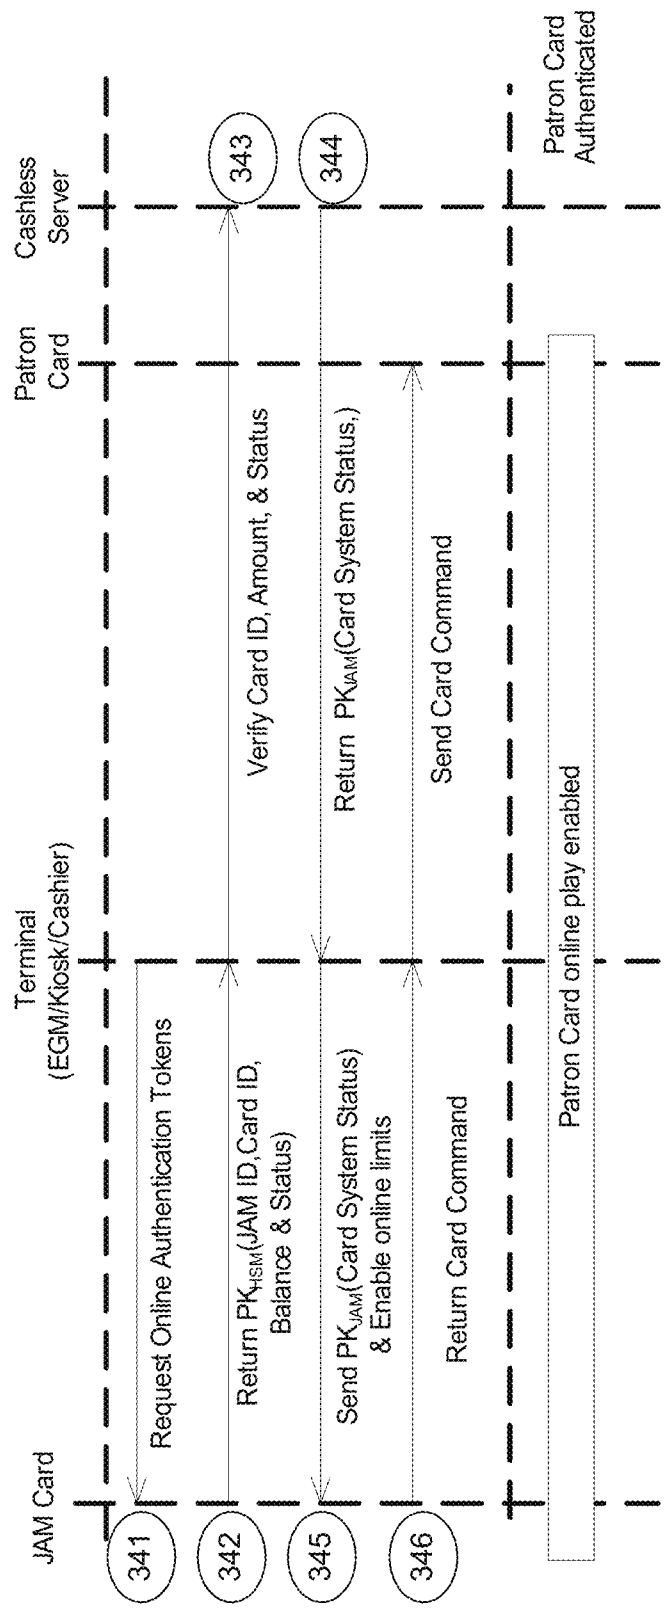 JAM Card
Terminal
(EGM/Kiosk/Cashier)
Patron
Card
Cashless
Server
341
Request Online Authentication Tokens
342
Return PKHSM(JAM ID,Card ID,
Balance & Status)
Verify Card ID, Amount, & Status
343
345
Send PKJAM(Card System Status)
& Enable online limits
Return PKJAM(Card System Status,)
344
346
Return Card Command
Send Card Command
Patron Card online play enabled
Patron Card
Authenticated